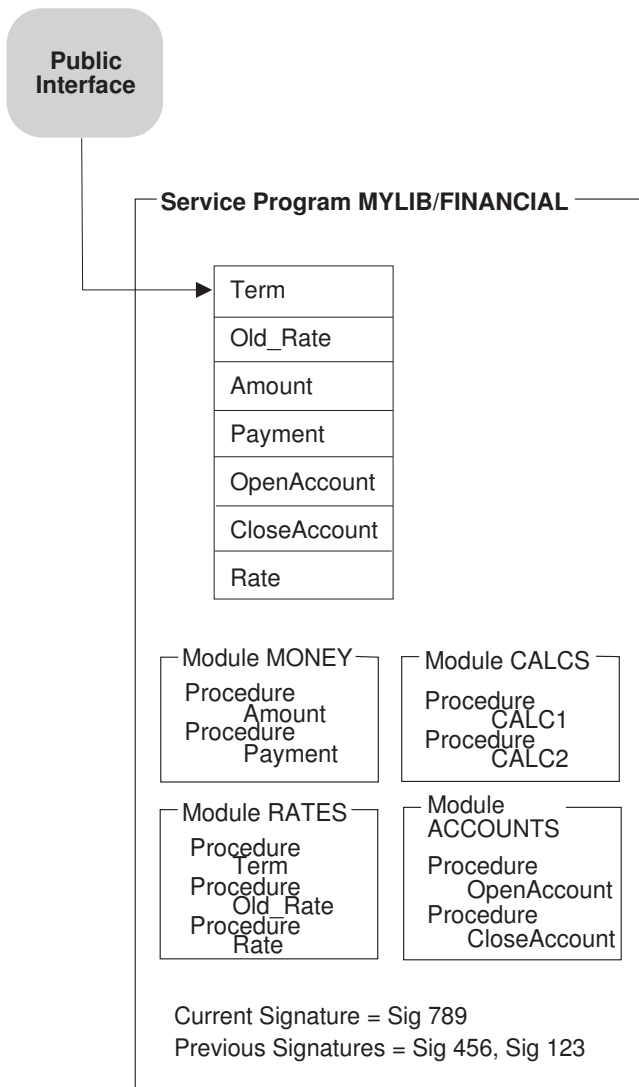 Public
Interface
Service Program MYLIB/FINANCIAL
Term
Old_Rate
Amount
Payment
OpenAccount
CloseAccount
Rate
Module MONEY
Procedure
Amount
Procedure
Payment
Module CALCS
Procedure
CALC1
Procedure
CALC2
Module RATES
Procedure
Term
Procedure
Old_Rate
Procedure
Rate
Module
ACCOUNTS
Procedure
OpenAccount
Procedure
CloseAccount
Current Signature = Sig 789
Previous Signatures = Sig 456, Sig 123